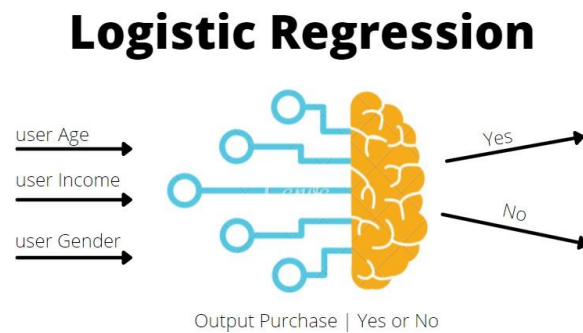 Logistic Regression
user Age
user Income
user Gender
Yes
No
Output Purchase | Yes or No